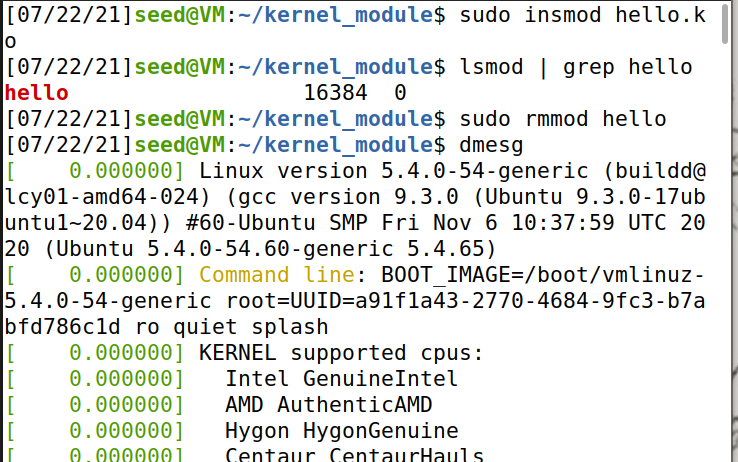 [07/22/21]seed@VM:~/kernel_module$ sudo insmod hello.k
o
[07/22/21]seed@VM:~/kernel_module$ lsmod | grep hello
hello                  16384  0
[07/22/21]seed@VM:~/kernel_module$ sudo rmmod hello
[07/22/21]seed@VM:~/kernel_module$ dmesg
[    0.000000] Linux version 5.4.0-54-generic (buildd@
lcy01-amd64-024) (gcc version 9.3.0 (Ubuntu 9.3.0-17ub
untu1~20.04)) #60-Ubuntu SMP Fri Nov 6 10:37:59 UTC 20
20 (Ubuntu 5.4.0-54.60-generic 5.4.65)
[    0.000000] Command line: BOOT_IMAGE=/boot/vmlinuz-
5.4.0-54-generic root=UUID=a91f1a43-2770-4684-9fc3-b7a
bfd786c1d ro quiet splash
[    0.000000] KERNEL supported cpus:
[    0.000000]   Intel GenuineIntel
[    0.000000]   AMD AuthenticAMD
[    0.000000]   Hygon HygonGenuine
[    0.000000]   Centaur CentaurHauls